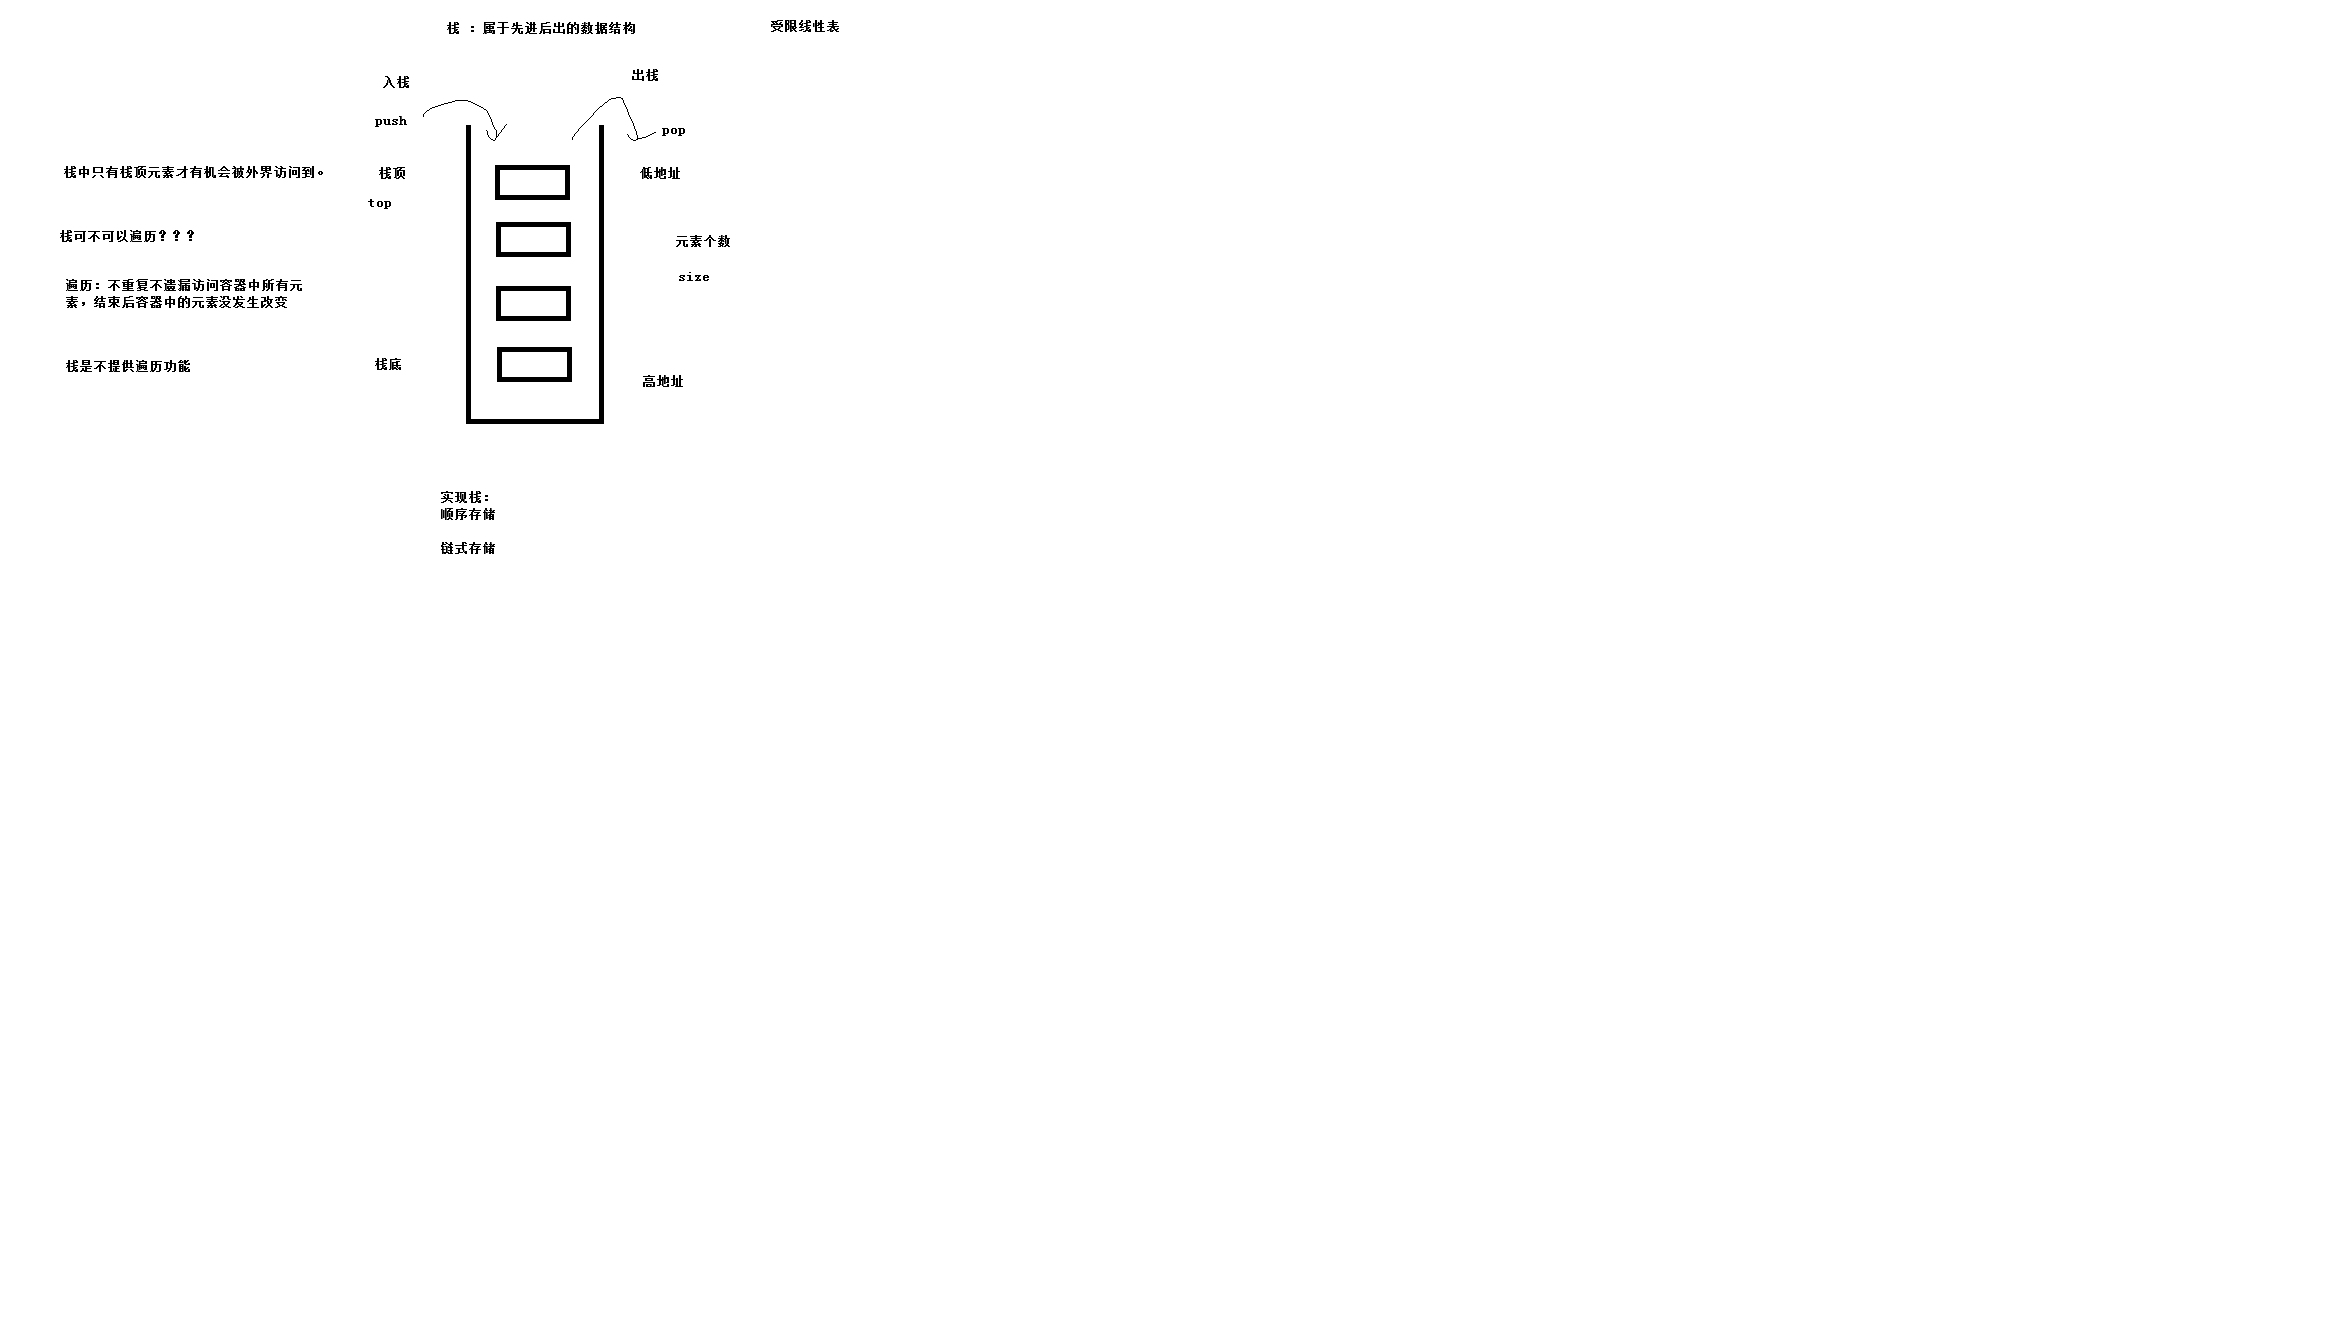 栈 : 属于先进后出的数据结构
受限线性表
入栈
出栈
push
pop
栈中只有栈顶元素才有机会被外界访问到。
栈顶
低地址
top
栈可不可以遍历???
元素个数
size
遍历: 不重复不遗漏访问容器中所有元
素,结束后容器中的元素没发生改变
栈是不提供遍历功能
栈底
高地址
实现栈:
顺序存储
链式存储